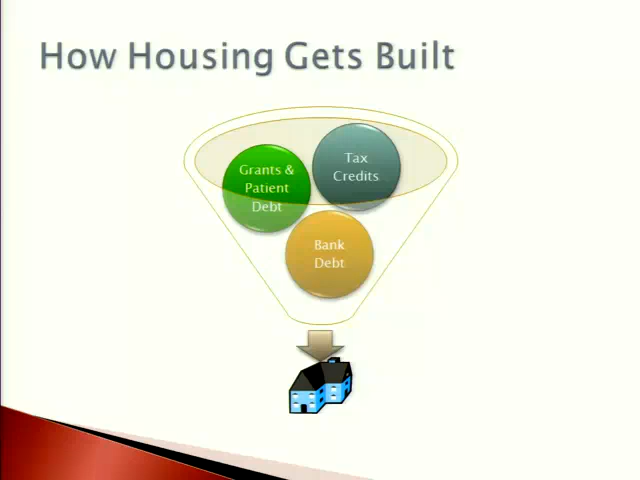 How Housing Gets Built
Grants &
Patient
Debt
Tax
Credits
Bank
Debt